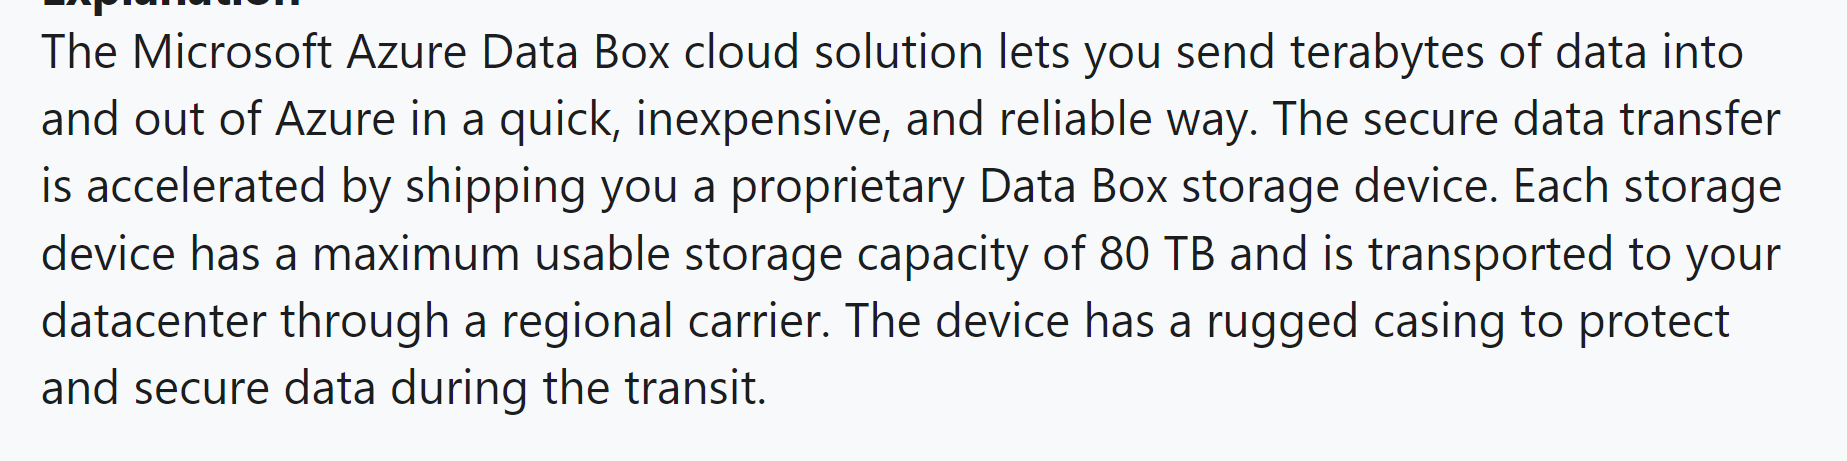 Explanation
The Microsoft Azure Data Box cloud solution lets you send terabytes of data into
and out of Azure in a quick, inexpensive, and reliable way. The secure data transfer
is accelerated by shipping you a proprietary Data Box storage device. Each storage
device has a maximum usable storage capacity of 80 TB and is transported to your
datacenter through a regional carrier. The device has a rugged casing to protect
and secure data during the transit.